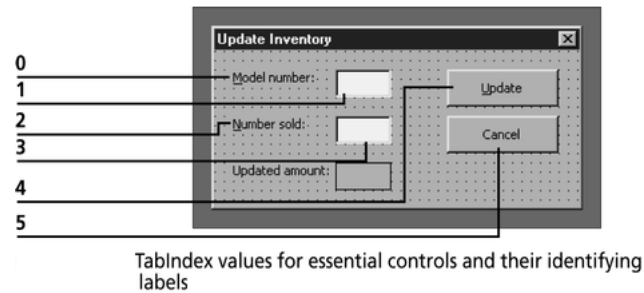 Update Inventory
0
Model number:
1
Update
2
Number sold:
Cancel
3
Updated amount:
4
5
TabIndex values for essential controls and their identifying
labels